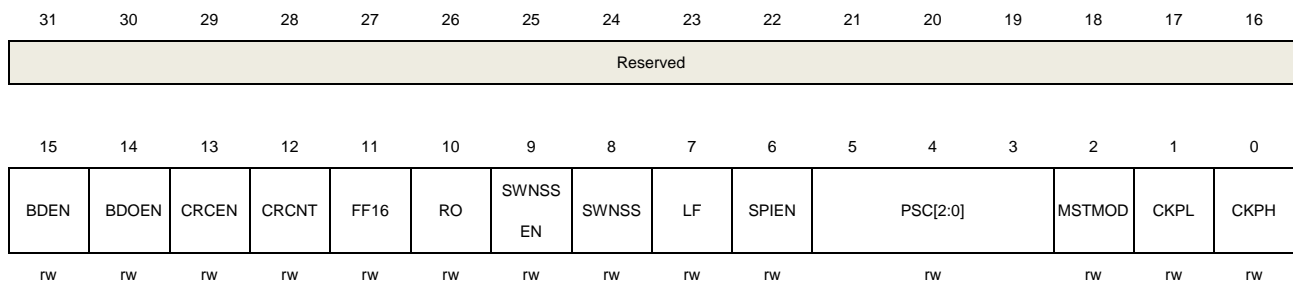 31 30 29 28 27 26 25 24 23 22 21 20 19 18 17 16
Reserved
15 14 13 12 11 10 9 8 7 6 5 4 3 2 1 0
BDEN BDOEN CRCEN CRCNT FF16 RO SWNSS EN SWNSS LF SPIEN PSC[2:0] MSTMOD CKPL CKPH
rw rw rw rw rw rw rw rw rw rw rw rw rw rw